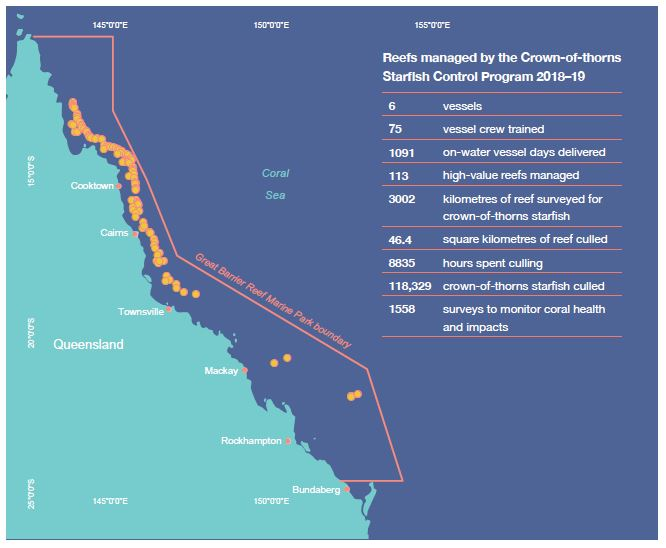 145°0'0"E
150°0'0"E
155°0'0"E
Reefs managed by the Crown-of-thorns
Starfish Control Program 2018–19
6 vessels
75 vessel crew trained
1091 on-water vessel days delivered
113 high-value reefs managed
3002 kilometres of reef surveyed for
crown-of-thorns starfish
46.4 square kilometres of reef culled
8835 hours spent culling
118,329 crown-of-thorns starfish culled
1558 surveys to monitor coral health
and impacts
15°0'0"S
Coral
Sea
Cooktown
Cairns
Great Barrier Reef Marine Park boundary
Townsville
20°0'0"S
Queensland
Mackay
Rockhampton
Bundaberg
25°0'0"S
145°0'0"E
150°0'0"E